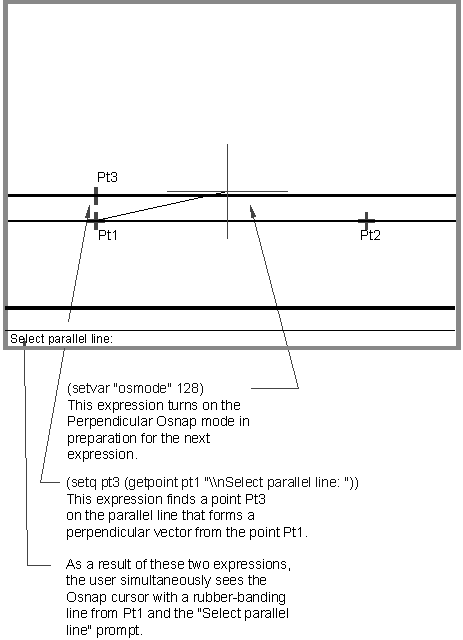 Pt3
Pt1
Pt2
Select parallel line:
(setvar "osmode" 128)
This expression turns on the
Perpendicular Osnap mode in
preparation for the next
expression.
(setq pt3 (getpoint pt1 "\\nSelect parallel line: "))
This expression finds a point Pt3
on the parallel line that forms a
perpendicular vector from the point Pt1.
As a result of these two expressions,
the user simultaneously sees the
Osnap cursor with a rubber-banding
line from Pt1 and the "Select parallel
line" prompt.